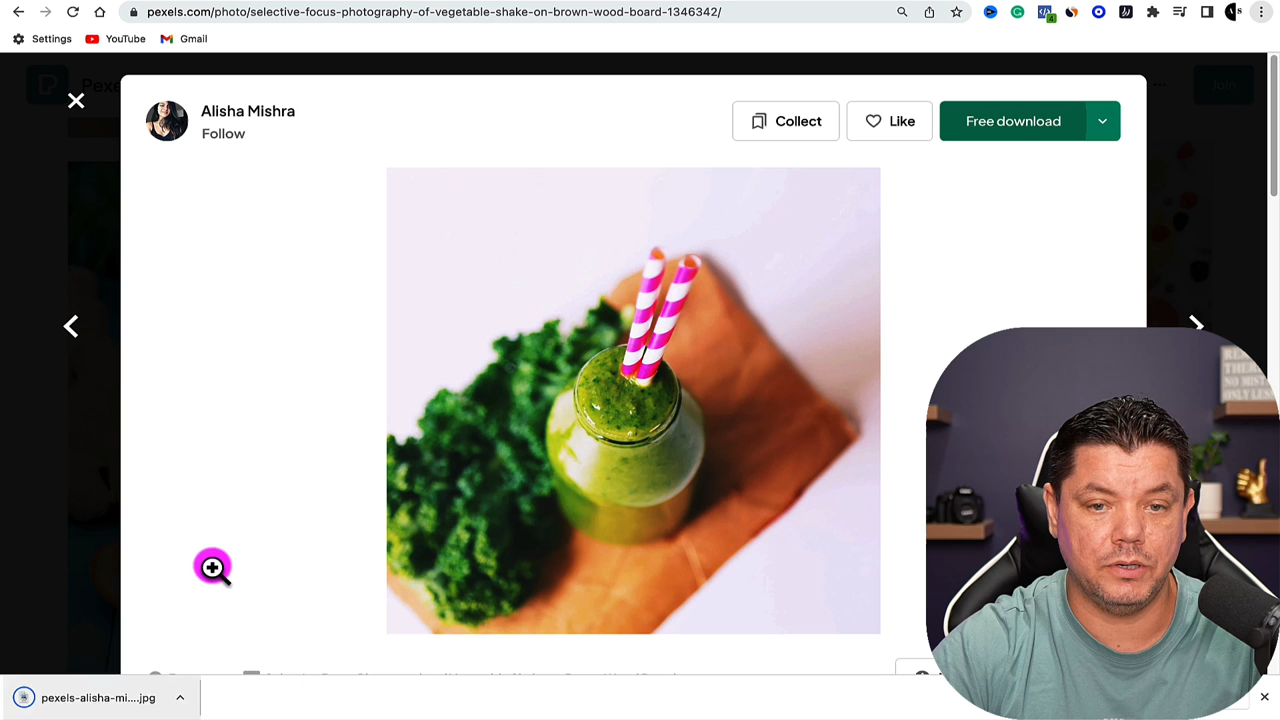 pexels.com/photo/selective-focus-photography-of-vegetable-shake-on-brown-wood-board-1346342/
Settings
YouTube
Gmail
Alisha Mishra
Follow
Collect
Like
Free download
Join
pexels-alisha-mi....jpg